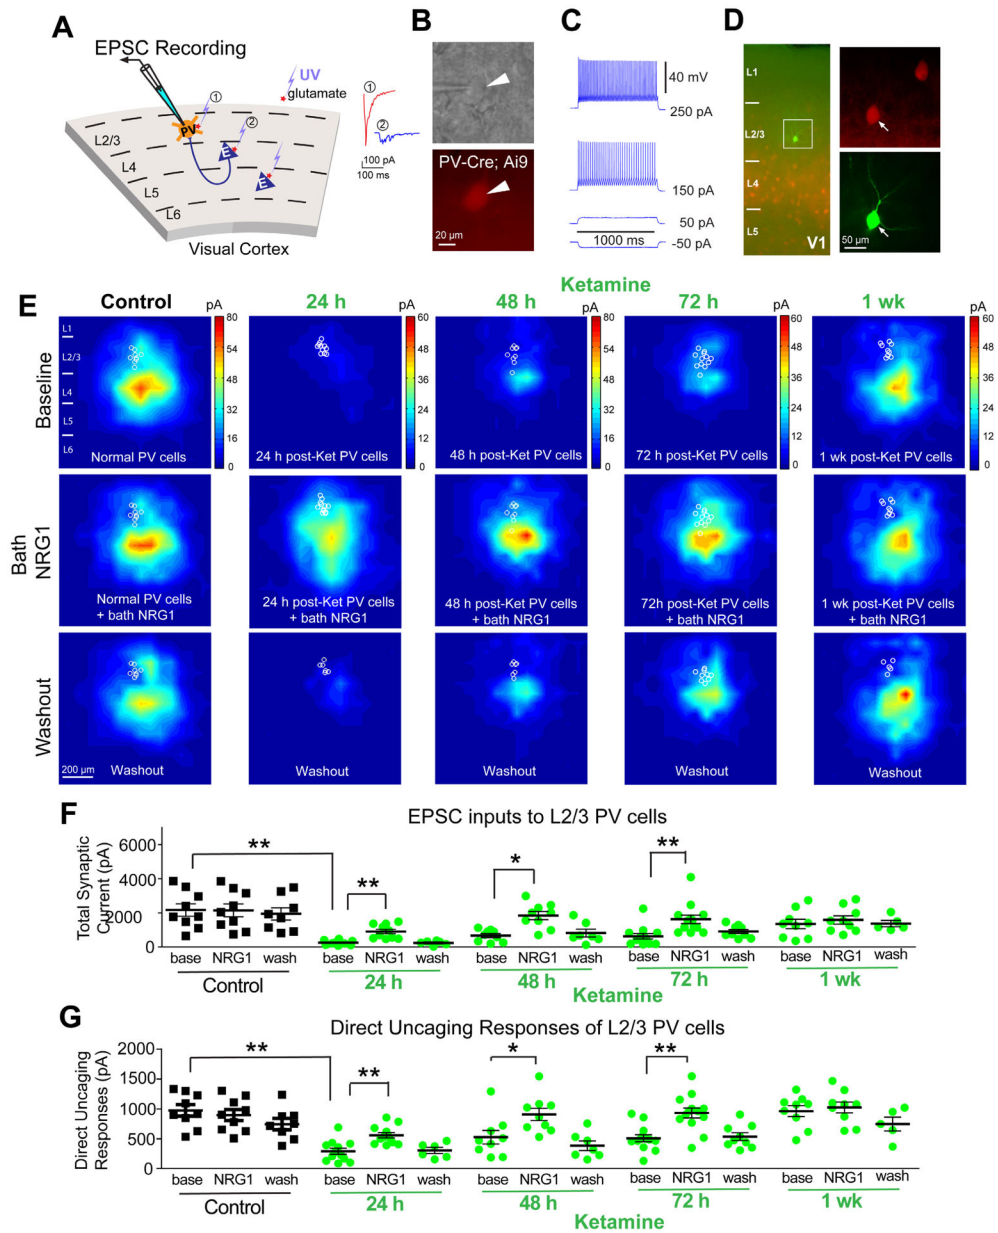 A
EPSC Recording
UV
glutamate
①
②
①
②
PV
E
E
L2/3
L4
L5
L6
Visual Cortex
100 pA
100 ms
B
PV-Cre; Ai9
20 µm
C
40 mV
250 pA
150 pA
50 pA
1000 ms
-50 pA
D
L1
L2/3
L4
L5
V1
50 µm
E
Ketamine
Control
24 h
48 h
72 h
1 wk
pA
pA
pA
pA
80
64
48
32
16
0
80
64
48
32
16
0
60
48
36
24
12
0
60
48
36
24
12
0
Baseline
L1
L2/3
L4
L5
L6
Normal PV cells
24 h post-Ket PV cells
48 h post-Ket PV cells
72 h post-Ket PV cells
1 wk post-Ket PV cells
Bath
NRG1
Normal PV cells
+ bath NRG1
24 h post-Ket PV cells
+ bath NRG1
48 h post-Ket PV cells
+ bath NRG1
72h post-Ket PV cells
+ bath NRG1
1 wk post-Ket PV cells
+ bath NRG1
Washout
200 µm
Washout
Washout
Washout
Washout
Washout
F
EPSC inputs to L2/3 PV cells
Total Synaptic
Current (pA)
6000
4000
2000
0
**
**
*
**
base NRG1 wash
base NRG1 wash
base NRG1 wash
base NRG1 wash
base NRG1 wash
Control
24 h
48 h
72 h
1 wk
Ketamine
G
Direct Uncaging Responses of L2/3 PV cells
Direct Uncaging
Responses (pA)
2000
1500
1000
500
0
**
**
*
**
base NRG1 wash
base NRG1 wash
base NRG1 wash
base NRG1 wash
base NRG1 wash
Control
24 h
48 h
72 h
1 wk
Ketamine